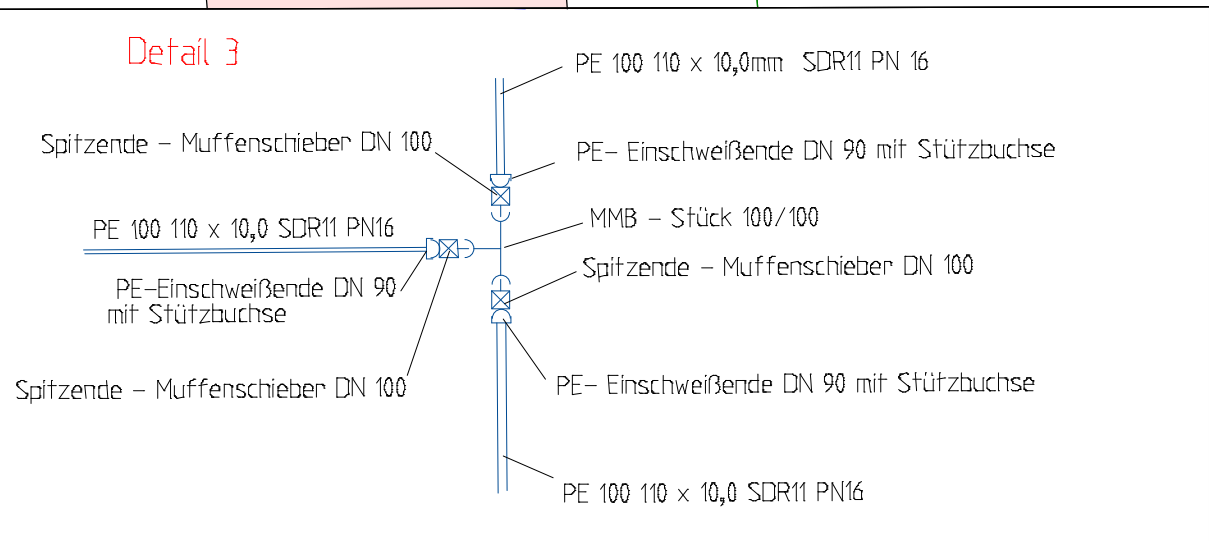 Detail 3
PE 100 110 x 10,0mm SDR11 PN 16
Spitzende - Muffenschieber DN 100
PE- Einschweißende DN 90 mit Stützbuchse
MMB - Stück 100/100
PE 100 110 x 10,0 SDR11 PN16
Spitzende - Muffenschieber DN 100
PE-Einschweißende DN 90
mit Stützbuchse
Spitzende - Muffenschieber DN 100
PE- Einschweißende DN 90 mit Stützbuchse
PE 100 110 x 10,0 SDR11 PN16